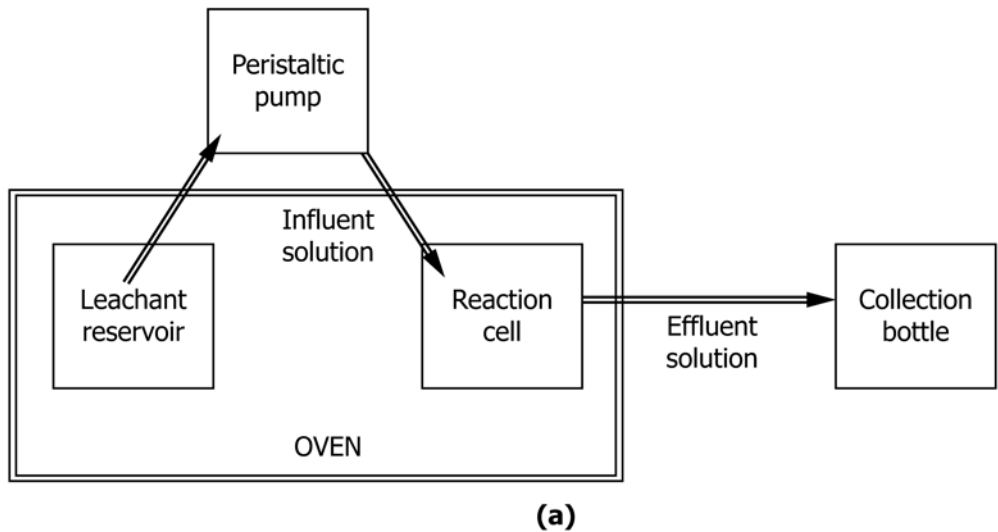 Peristaltic
pump
Influent
solution
Leachant
reservoir
Reaction
cell
Effluent
solution
Collection
bottle
OVEN
(a)